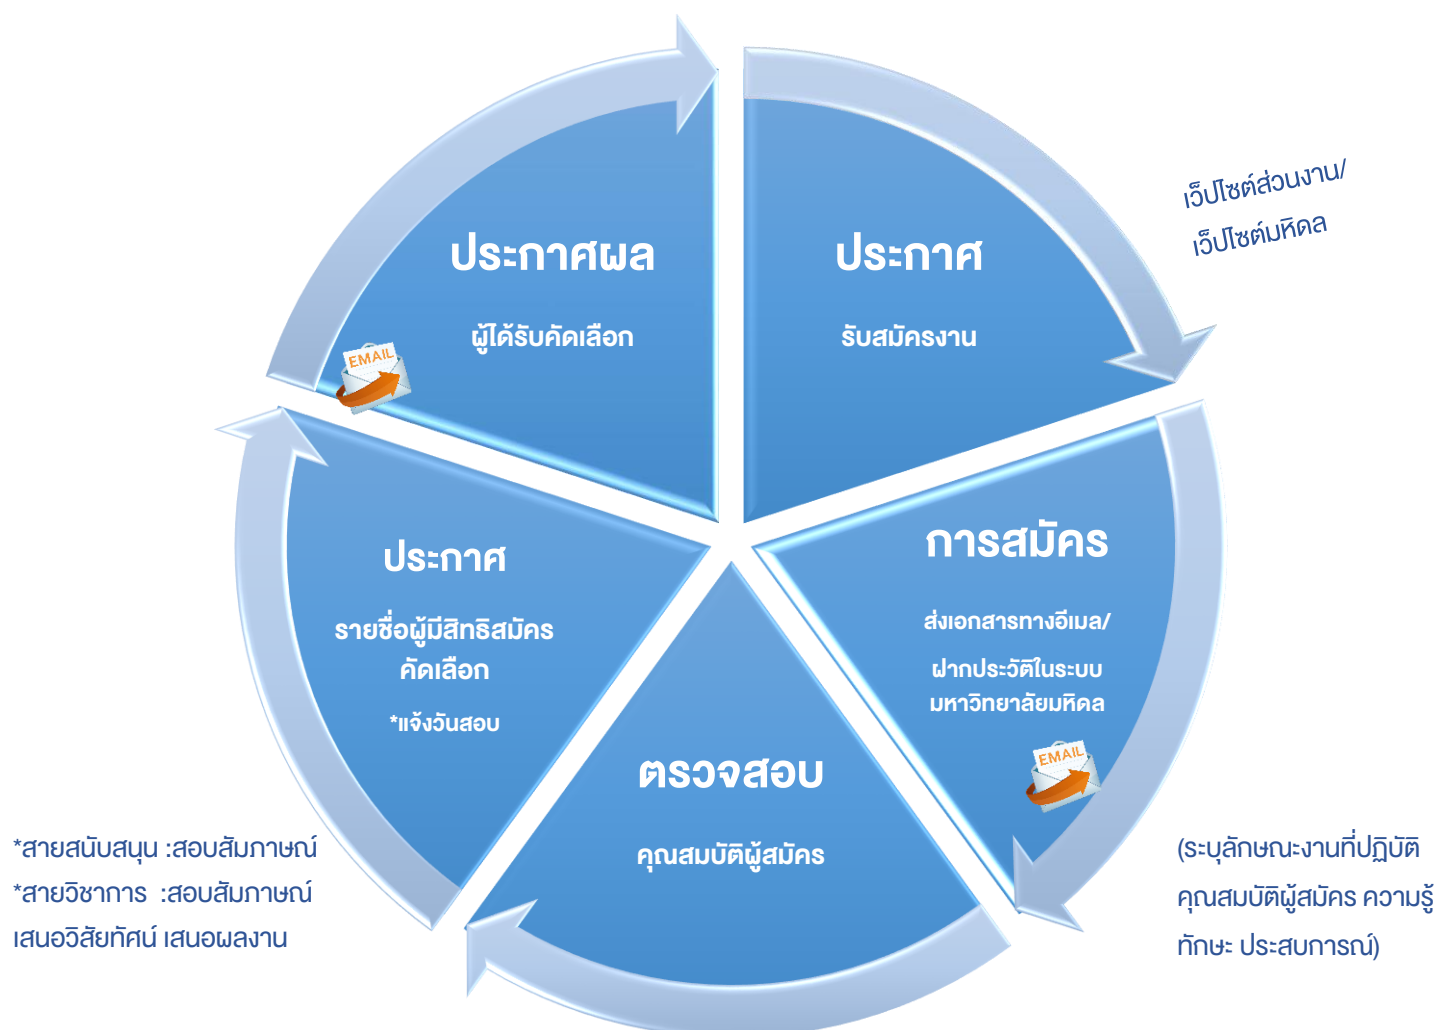 ประกาศ
รับสมัครงาน
เว็ปไซต์ส่วนงาน/
เว็ปไซต์มหิดล
การสมัคร
ส่งเอกสารทางอีเมล/
ฝากประวัติในระบบ
มหาวิทยาลัยมหิดล
EMAIL
(ระบุลักษณะงานที่ปฏิบัติ
คุณสมบัติผู้สมัคร ความรู้
ทักษะ ประสบการณ์)
ตรวจสอบ
คุณสมบัติผู้สมัคร
ประกาศ
รายชื่อผู้มีสิทธิสมัคร
คัดเลือก
*แจ้งวันสอบ
*สายสนับสนุน :สอบสัมภาษณ์
*สายวิชาการ :สอบสัมภาษณ์
เสนอวิสัยทัศน์ เสนอผลงาน
ประกาศผล
ผู้ได้รับคัดเลือก
EMAIL